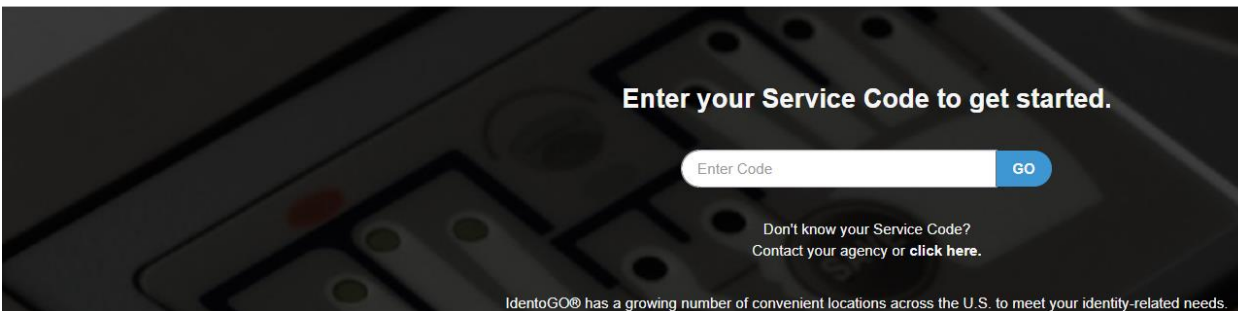 Enter your Service Code to get started.
Enter Code
GO
Don't know your Service Code?
Contact your agency or click here.
IdentoGO® has a growing number of convenient locations across the U.S. to meet your identity-related needs.